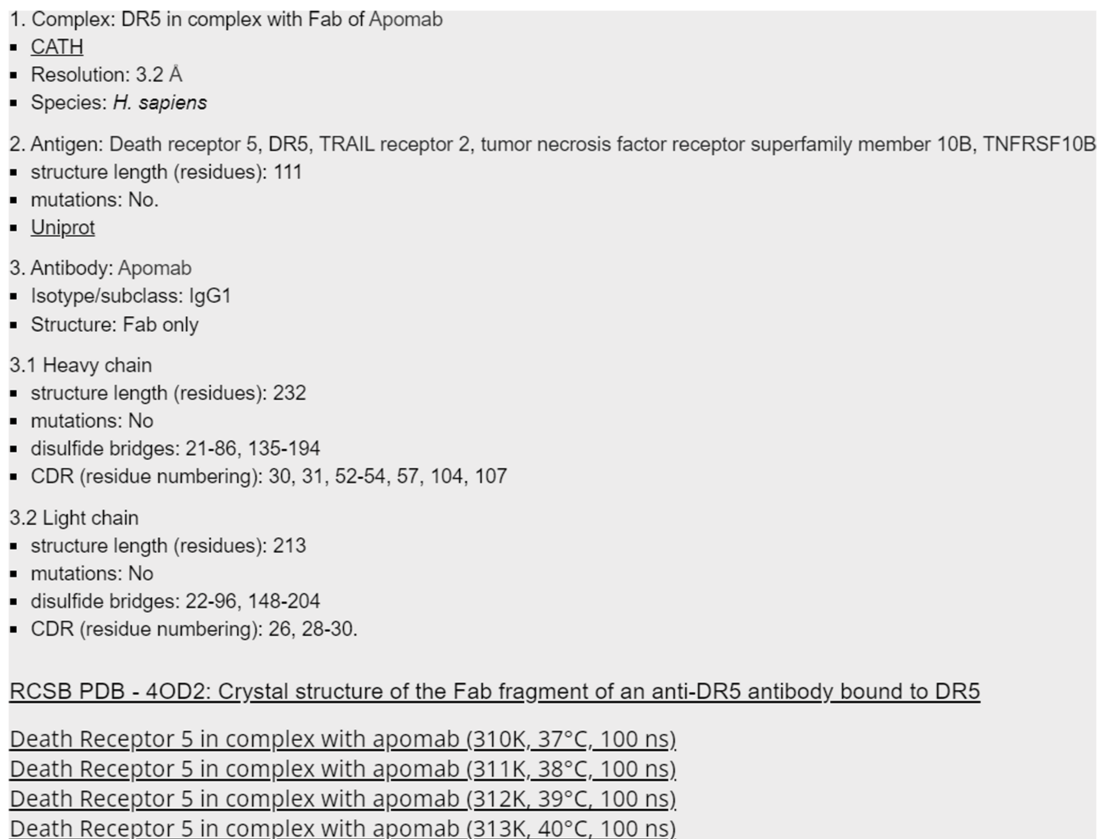 1. Complex: DR5 in complex with Fab of Apomab
▪ CATH
▪ Resolution: 3.2 Å
▪ Species: H. sapiens
2. Antigen: Death receptor 5, DR5, TRAIL receptor 2, tumor necrosis factor receptor superfamily member 10B, TNFRSF10B
▪ structure length (residues): 111
▪ mutations: No.
▪ Uniprot
3. Antibody: Apomab
▪ Isotype/subclass: IgG1
▪ Structure: Fab only
3.1 Heavy chain
▪ structure length (residues): 232
▪ mutations: No
▪ disulfide bridges: 21-86, 135-194
▪ CDR (residue numbering): 30, 31, 52-54, 57, 104, 107
3.2 Light chain
▪ structure length (residues): 213
▪ mutations: No
▪ disulfide bridges: 22-96, 148-204
▪ CDR (residue numbering): 26, 28-30.
RCSB PDB - 4OD2: Crystal structure of the Fab fragment of an anti-DR5 antibody bound to DR5
Death Receptor 5 in complex with apomab (310K, 37°C, 100 ns)
Death Receptor 5 in complex with apomab (311K, 38°C, 100 ns)
Death Receptor 5 in complex with apomab (312K, 39°C, 100 ns)
Death Receptor 5 in complex with apomab (313K, 40°C, 100 ns)